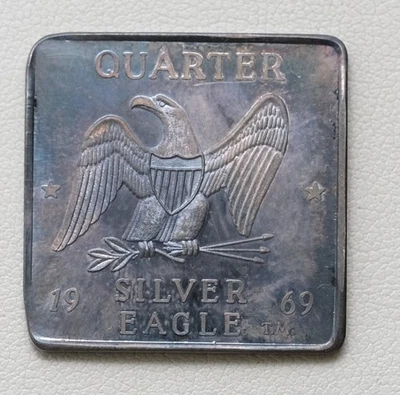 QUARTER
19 SILVER 69
EAGLE T.M.